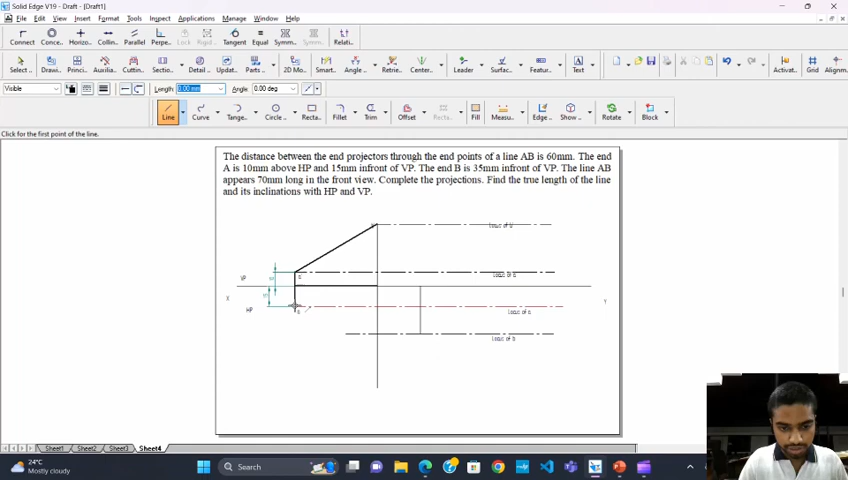 Solid Edge V19 - Draft - [Draft1]
File Edit View Insert Format Tools Inspect Applications Manage Window Help
Connect Conce... Horizo... Collin... Parallel Perpe... Lock Rigid... Tangent Equal Symm... Symm... Relati...
Select ... Drawi... Princi... Auxilia... Cuttin... Sectio... Detail ... Updat... Parts ... 2D Mo... Smart... Angle ... Retrie... Center... Leader Surfac... Featur... Text Activat... Grid Alignm
Visible Length: 0.00 mm Angle: 0.00 deg
Line Curve Tange... Circle ... Recta... Fillet Trim Offset Recta... Fill Measu... Edge... Show ... Rotate Block
Click for the first point of the line.
The distance between the end projectors through the end points of a line AB is 60mm. The end
A is 10mm above HP and 15mm infront of VP. The end B is 35mm infront of VP. The line AB
appears 70mm long in the front view. Complete the projections. Find the true length of the line
and its inclinations with HP and VP.
VP
X
Y
HP
Sheet1 Sheet2 Sheet3 Sheet4
24°C
Mostly cloudy
Search